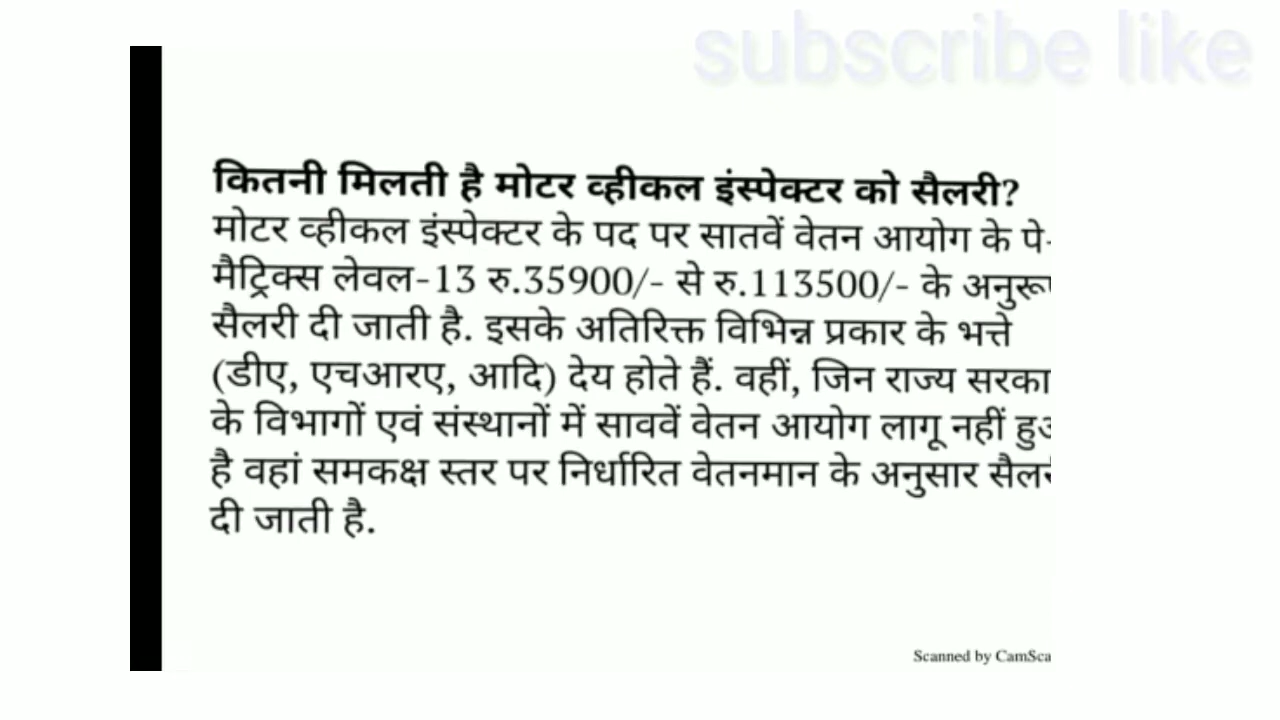 subscribe like
कितनी मिलती है मोटर व्हीकल इंस्पेक्टर को सैलरी?
मोटर व्हीकल इंस्पेक्टर के पद पर सातवें वेतन आयोग के पे-
मैट्रिक्स लेवल-13 रु.35900/- से रु.113500/- के
सैलरी दी जाती है. इसके अतिरिक्त विभिन्न प्रकार के भत्ते
(डीए, एचआरए, आदि) देय होते हैं. वहीं, जिन राज्य सरका
के विभागों एवं संस्थानों में साववें वेतन आयोग लागू नहीं
है वहां समकक्ष स्तर पर निर्धारित वेतनमान के अनुसार
दी जाती है.
Scanned by CamSca